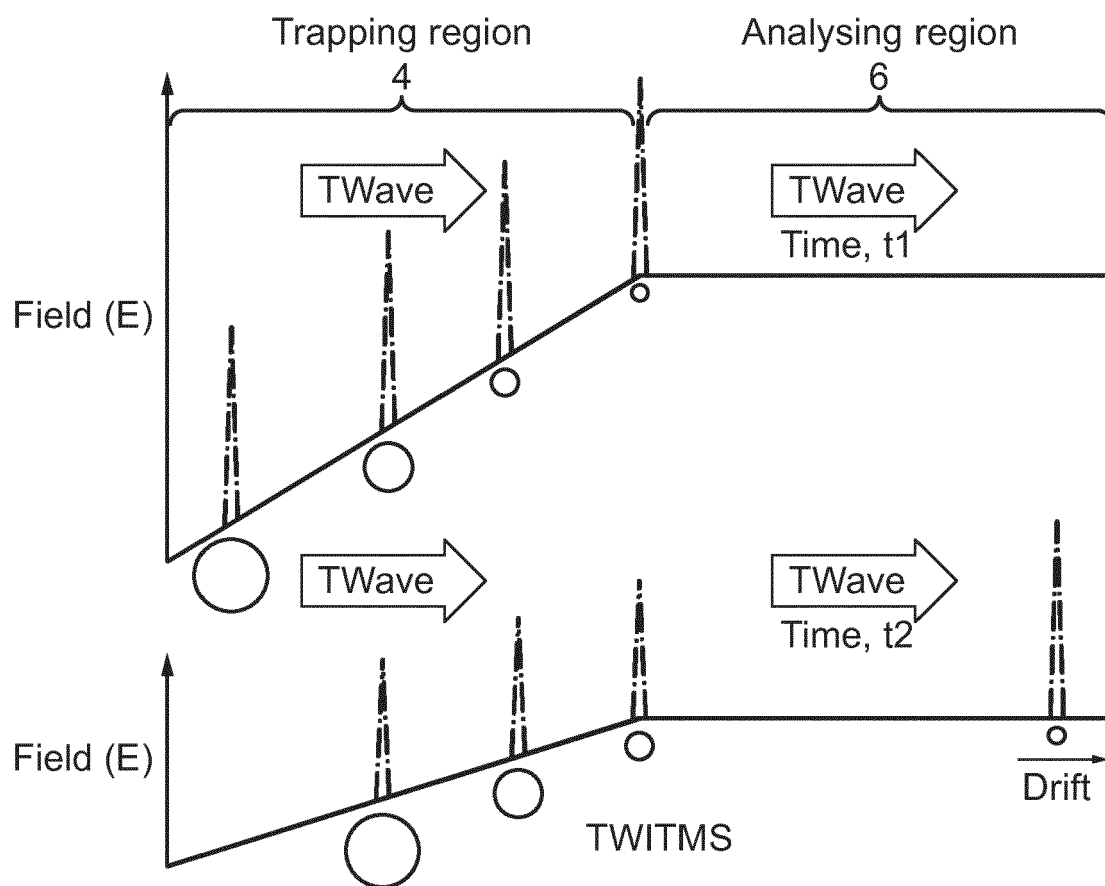 Trapping region
4
Analysing region
6
TWave
TWave
Time, t1
Field (E)
TWave
TWave
Time, t2
Field (E)
Drift
TWITMS